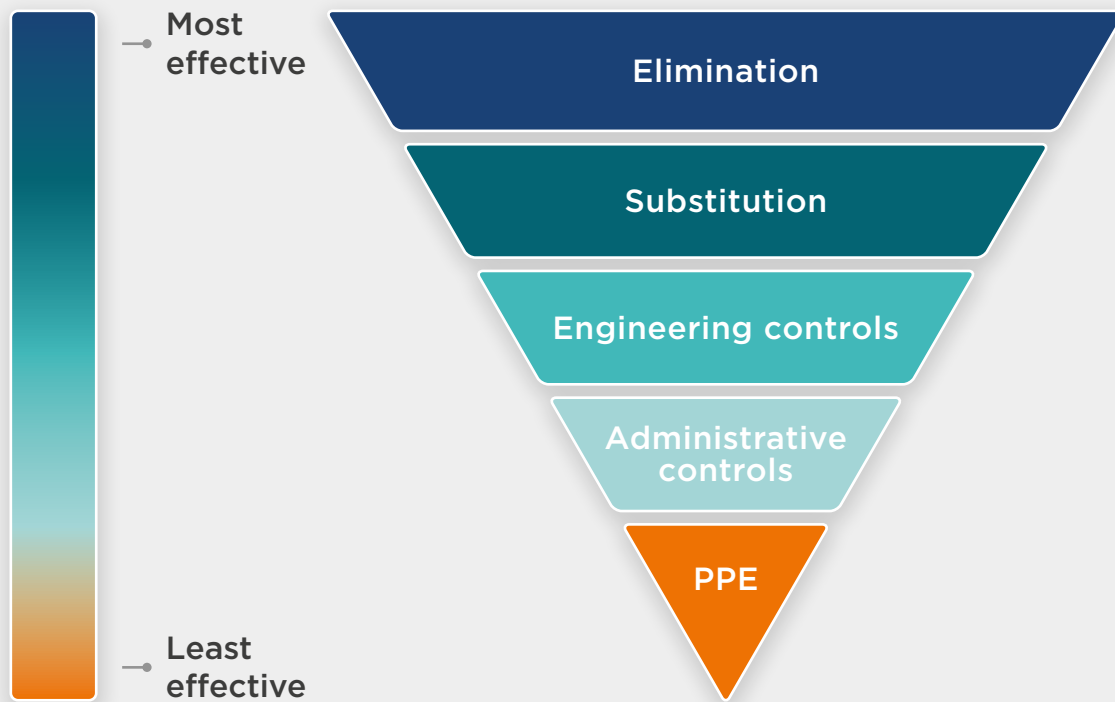 Most
effective
Elimination
Substitution
Engineering controls
Administrative
controls
PPE
Least
effective